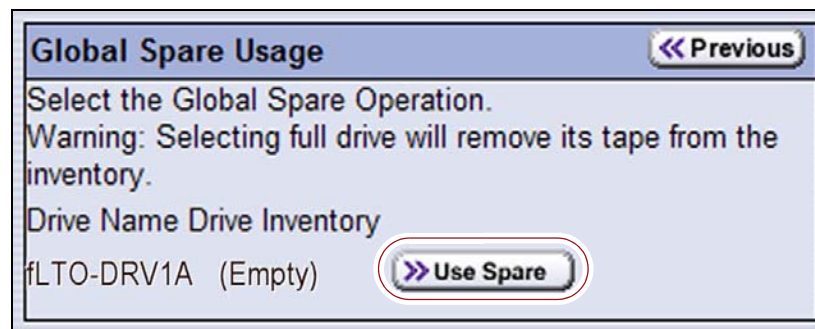 Global Spare Usage
Previous
Select the Global Spare Operation.
Warning: Selecting full drive will remove its tape from the
inventory.
Drive Name Drive Inventory
fLTO-DRV1A (Empty) Use Spare